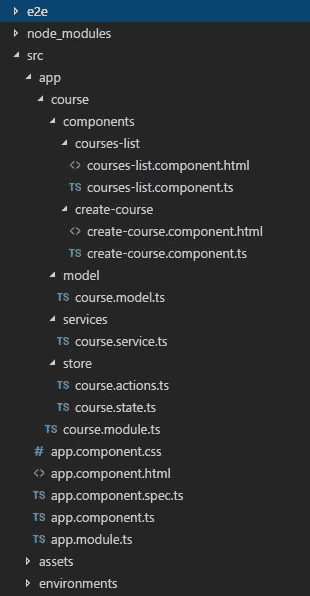 e2e
node_modules
src
app
course
components
courses-list
<> courses-list.component.html
TS courses-list.component.ts
create-course
<> create-course.component.html
TS create-course.component.ts
model
TS course.model.ts
services
TS course.service.ts
store
TS course.actions.ts
TS course.state.ts
TS course.module.ts
# app.component.css
<> app.component.html
TS app.component.spec.ts
TS app.component.ts
TS app.module.ts
assets
environments